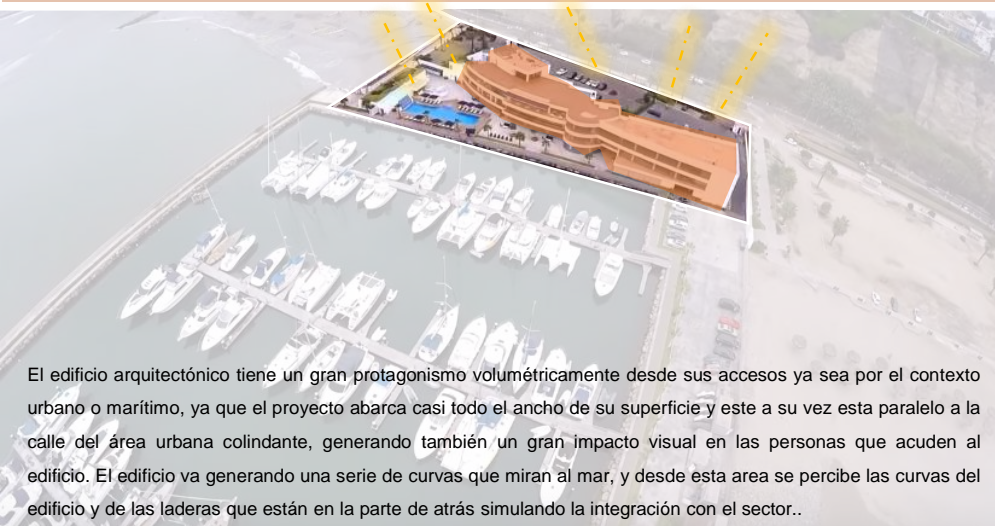 El edificio arquitectónico tiene un gran protagonismo volumétricamente desde sus accesos ya sea por el contexto
urbano o marítimo, ya que el proyecto abarca casi todo el ancho de su superficie y este a su vez esta paralelo a la
calle del área urbana colindante, generando también un gran impacto visual en las personas que acuden al
edificio. El edificio va generando una serie de curvas que miran al mar, y desde esta area se percibe las curvas del
edificio y de las laderas que están en la parte de atrás simulando la integración con el sector..